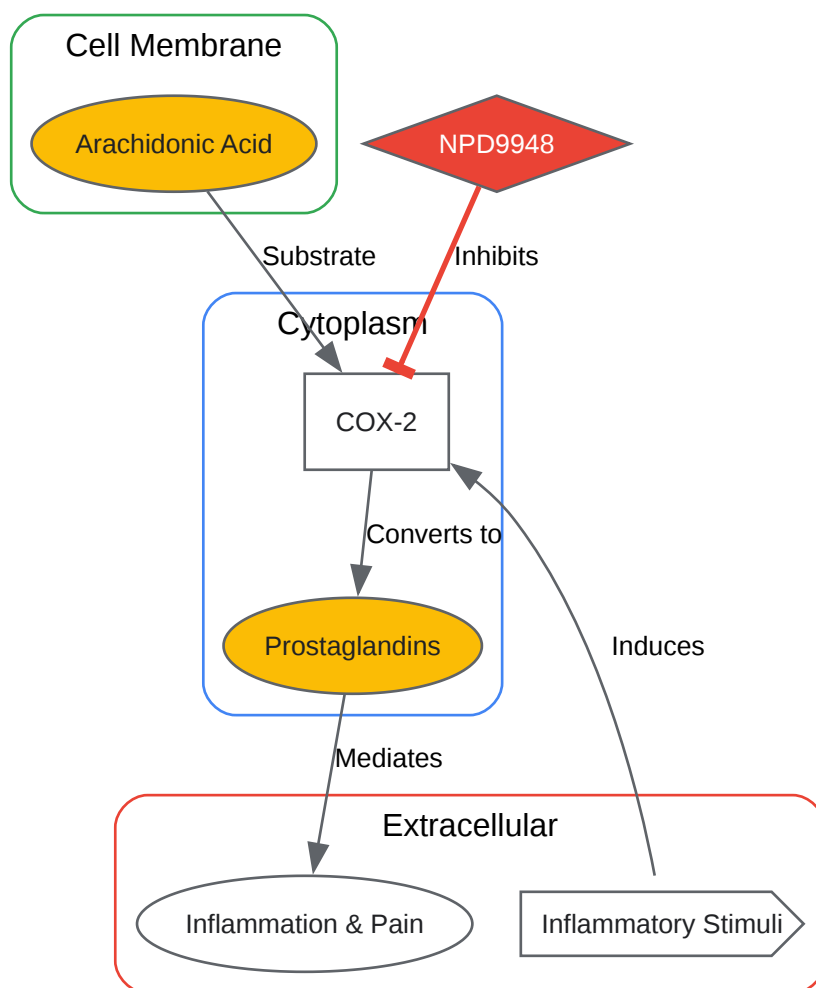 Cell Membrane
Arachidonic Acid
NPD9948
Substrate
Inhibits
Cytoplasm
COX-2
Converts to
Prostaglandins
Induces
Mediates
Extracellular
Inflammation & Pain
Inflammatory Stimuli